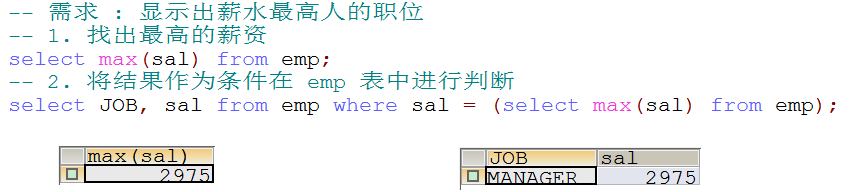 -- 需求 : 显示出薪水最高人的职位
-- 1. 找出最高的薪资
select max(sal) from emp;
-- 2. 将结果作为条件在 emp 表中进行判断
select JOB, sal from emp where sal = (select max(sal) from emp);
max(sal) JOB sal
2975 MANAGER 2975